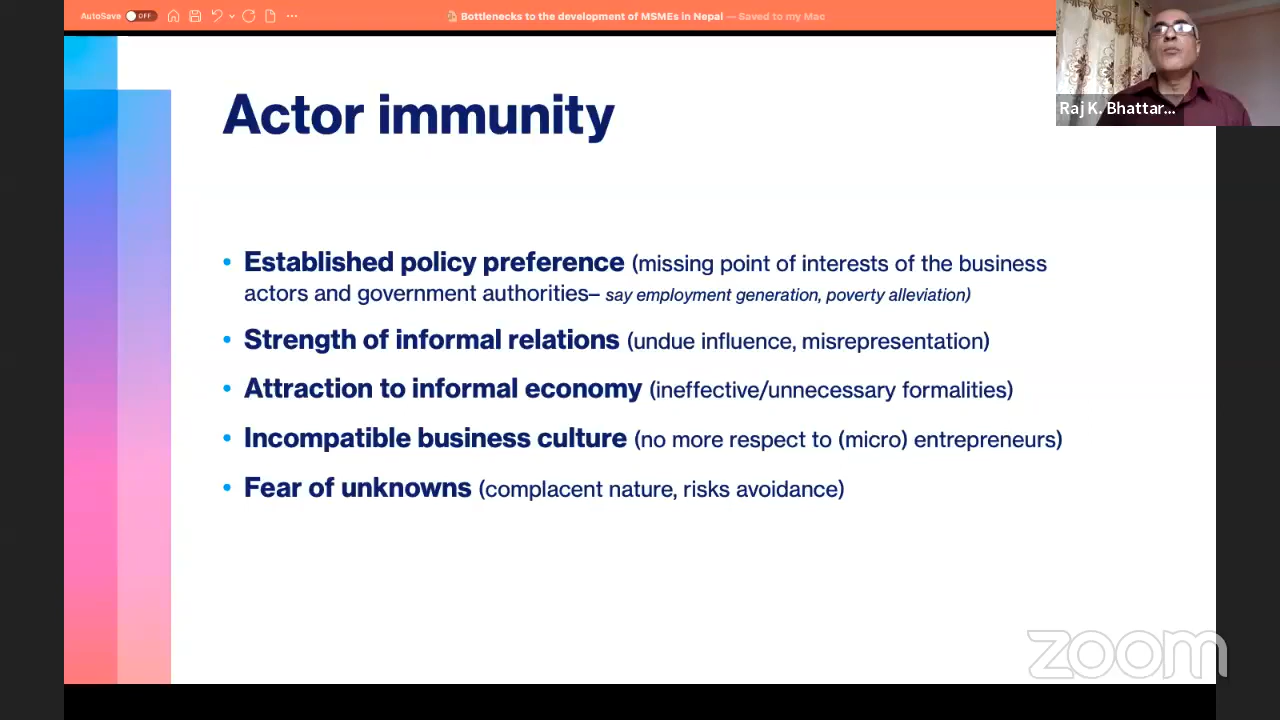 AutoSave OFF
Bottlenecks to the development of MSMEs in Nepal — Saved to my Mac
Raj K. Bhattar...
Actor immunity
• Established policy preference (missing point of interests of the business
actors and government authorities– say employment generation, poverty alleviation)
• Strength of informal relations (undue influence, misrepresentation)
• Attraction to informal economy (ineffective/unnecessary formalities)
• Incompatible business culture (no more respect to (micro) entrepreneurs)
• Fear of unknowns (complacent nature, risks avoidance)
zoom